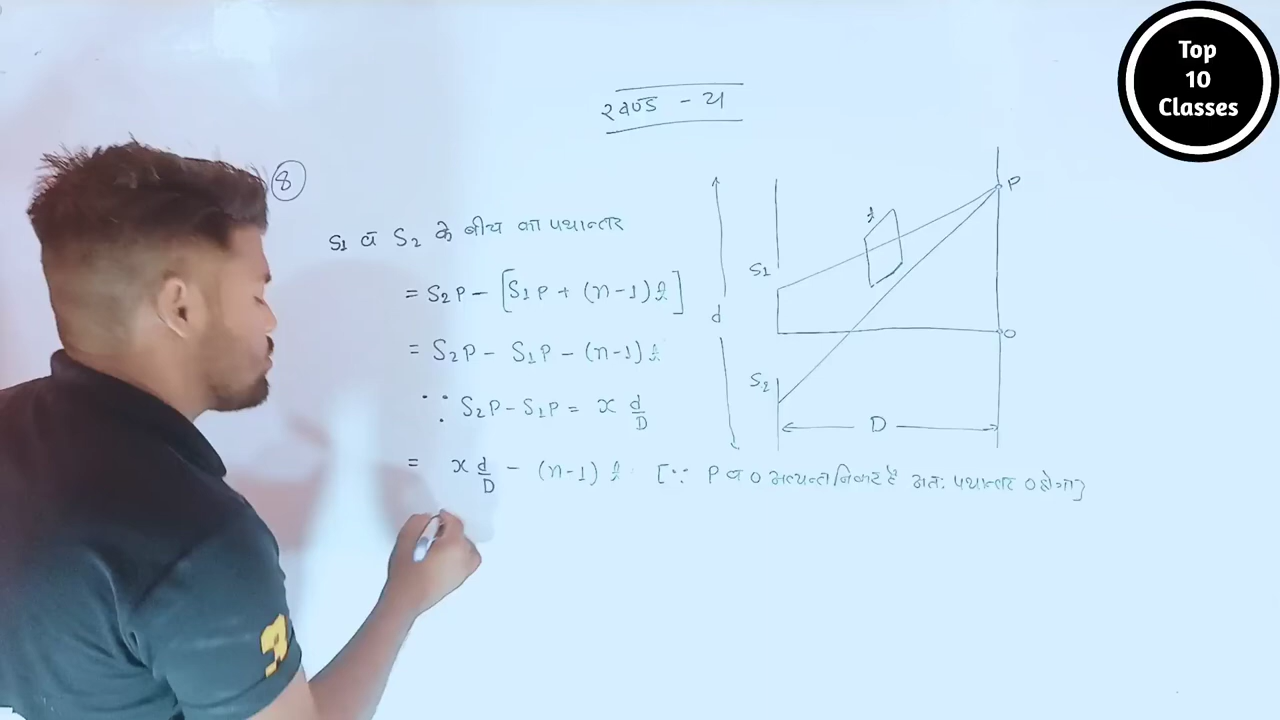 Top
10
Classes
खण्ड - य
8
S1 व S2 के बीच का पथान्तर
= S2P - [S1P + (n-1)t]
= S2P - S1P - (n-1)t
∵ S2P - S1P = x d/D
= x d/D - (n-1)t [∵ P व O अत्यन्त निकट है अतः पथान्तर 0 होगा]
P
t
S1
d
O
S2
D